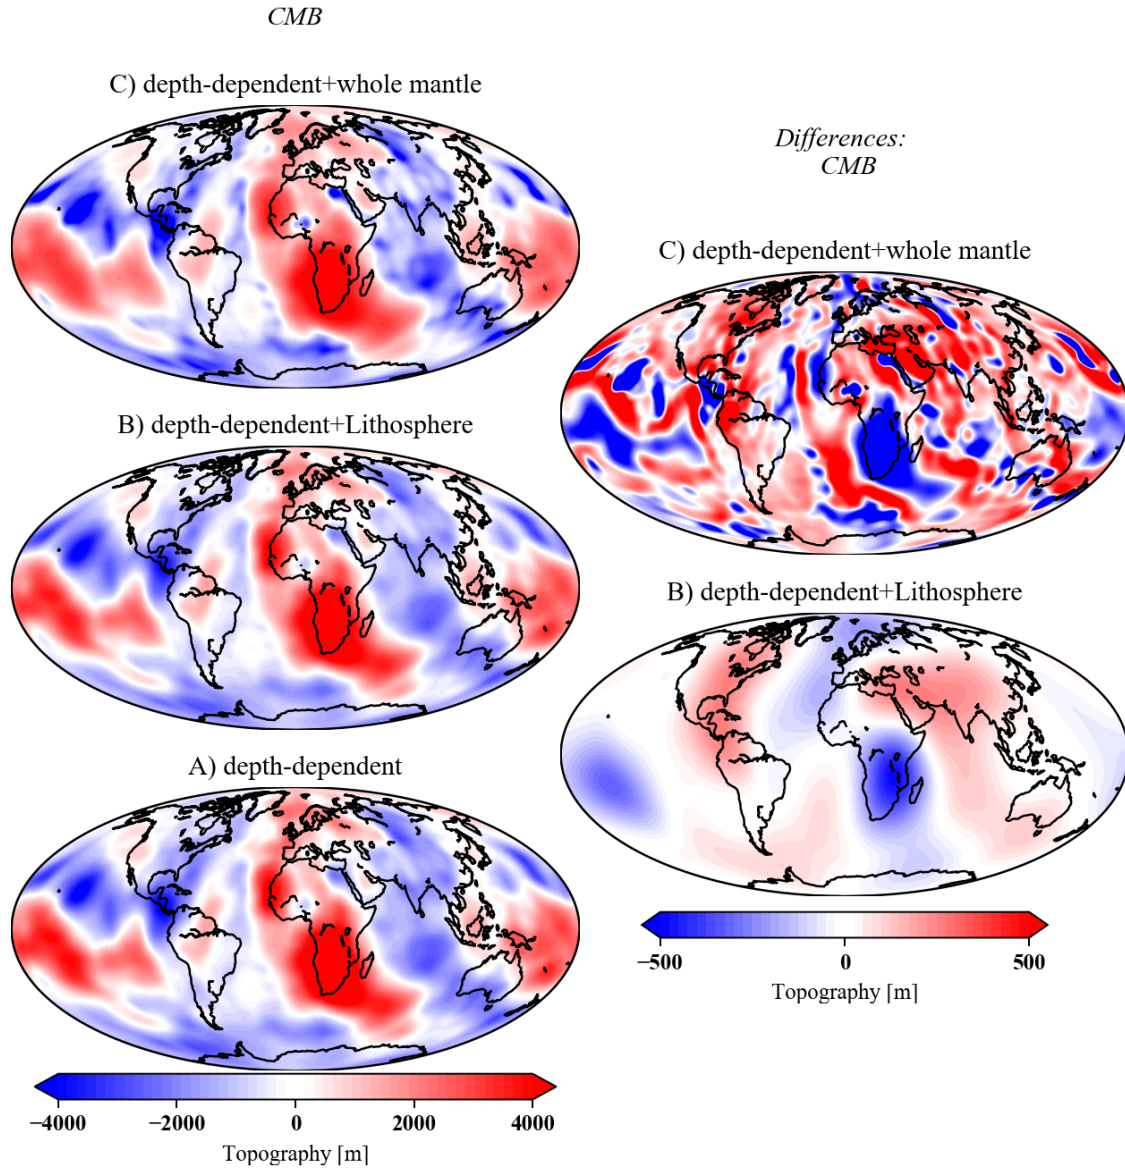 CMB
C) depth-dependent+whole mantle
B) depth-dependent+Lithosphere
A) depth-dependent
−4000 −2000 0 2000 4000
Topography [m]
Differences:
CMB
C) depth-dependent+whole mantle
B) depth-dependent+Lithosphere
−500 0 500
Topography [m]